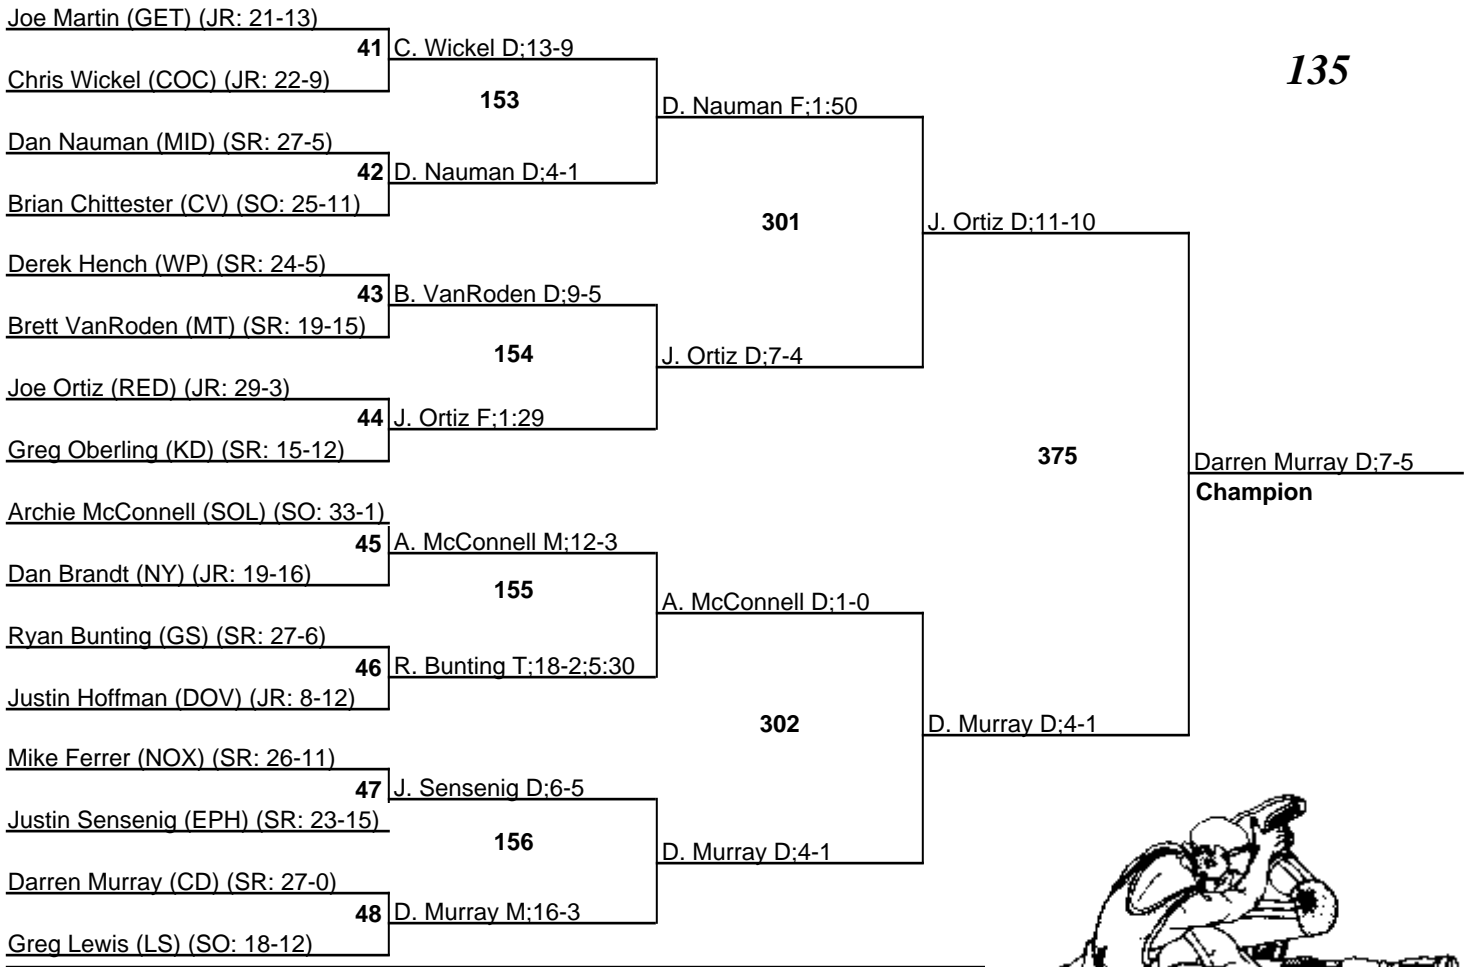 Joe Martin (GET) (JR: 21-13)
41 C. Wickel D;13-9
135
Chris Wickel (COC) (JR: 22-9)
153
D. Nauman F;1:50
Dan Nauman (MID) (SR: 27-5)
42 D. Nauman D;4-1
Brian Chittester (CV) (SO: 25-11)
301
J. Ortiz D;11-10
Derek Hench (WP) (SR: 24-5)
43 B. VanRoden D;9-5
Brett VanRoden (MT) (SR: 19-15)
154
J. Ortiz D;7-4
Joe Ortiz (RED) (JR: 29-3)
44 J. Ortiz F;1:29
Greg Oberling (KD) (SR: 15-12)
375
Darren Murray D;7-5
Champion
Archie McConnell (SOL) (SO: 33-1)
45 A. McConnell M;12-3
Dan Brandt (NY) (JR: 19-16)
155
A. McConnell D;1-0
Ryan Bunting (GS) (SR: 27-6)
46 R. Bunting T;18-2;5:30
Justin Hoffman (DOV) (JR: 8-12)
302
D. Murray D;4-1
Mike Ferrer (NOX) (SR: 26-11)
47 J. Sensenig D;6-5
Justin Sensenig (EPH) (SR: 23-15)
156
D. Murray D;4-1
Darren Murray (CD) (SR: 27-0)
48 D. Murray M;16-3
Greg Lewis (LS) (SO: 18-12)